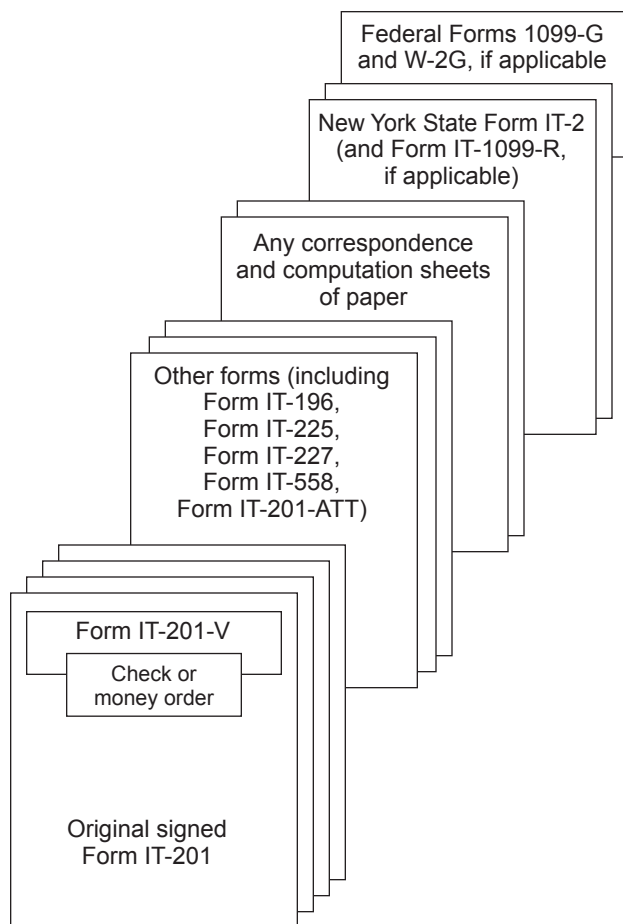 Federal Forms 1099-G
and W-2G, if applicable
New York State Form IT-2
(and Form IT-1099-R,
if applicable)
Any correspondence
and computation sheets
of paper
Other forms (including
Form IT-196,
Form IT-225,
Form IT-227,
Form IT-558,
Form IT-201-ATT)
Form IT-201-V
Check or
money order
Original signed
Form IT-201